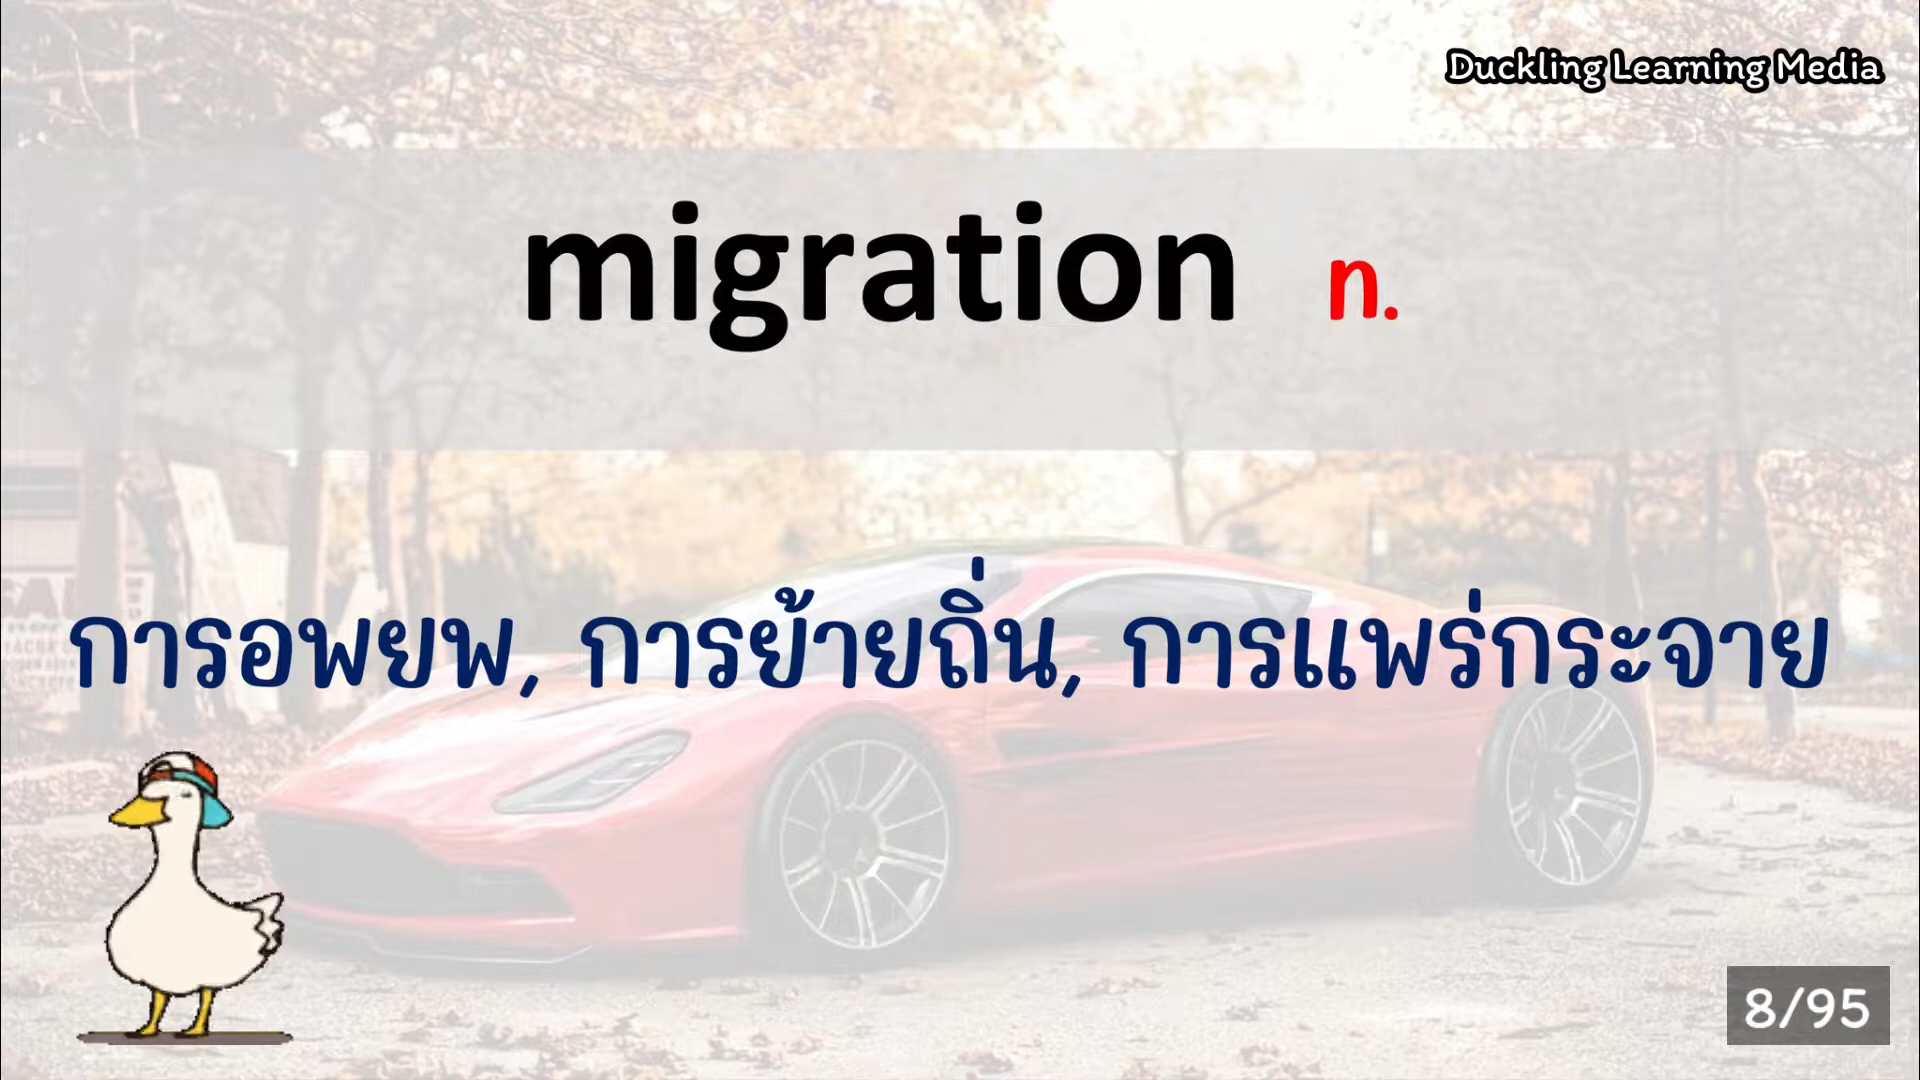 Duckling Learning Media
migration n.
การอพยพ, การย้ายถิ่น, การแพร่กระจาย
8/95